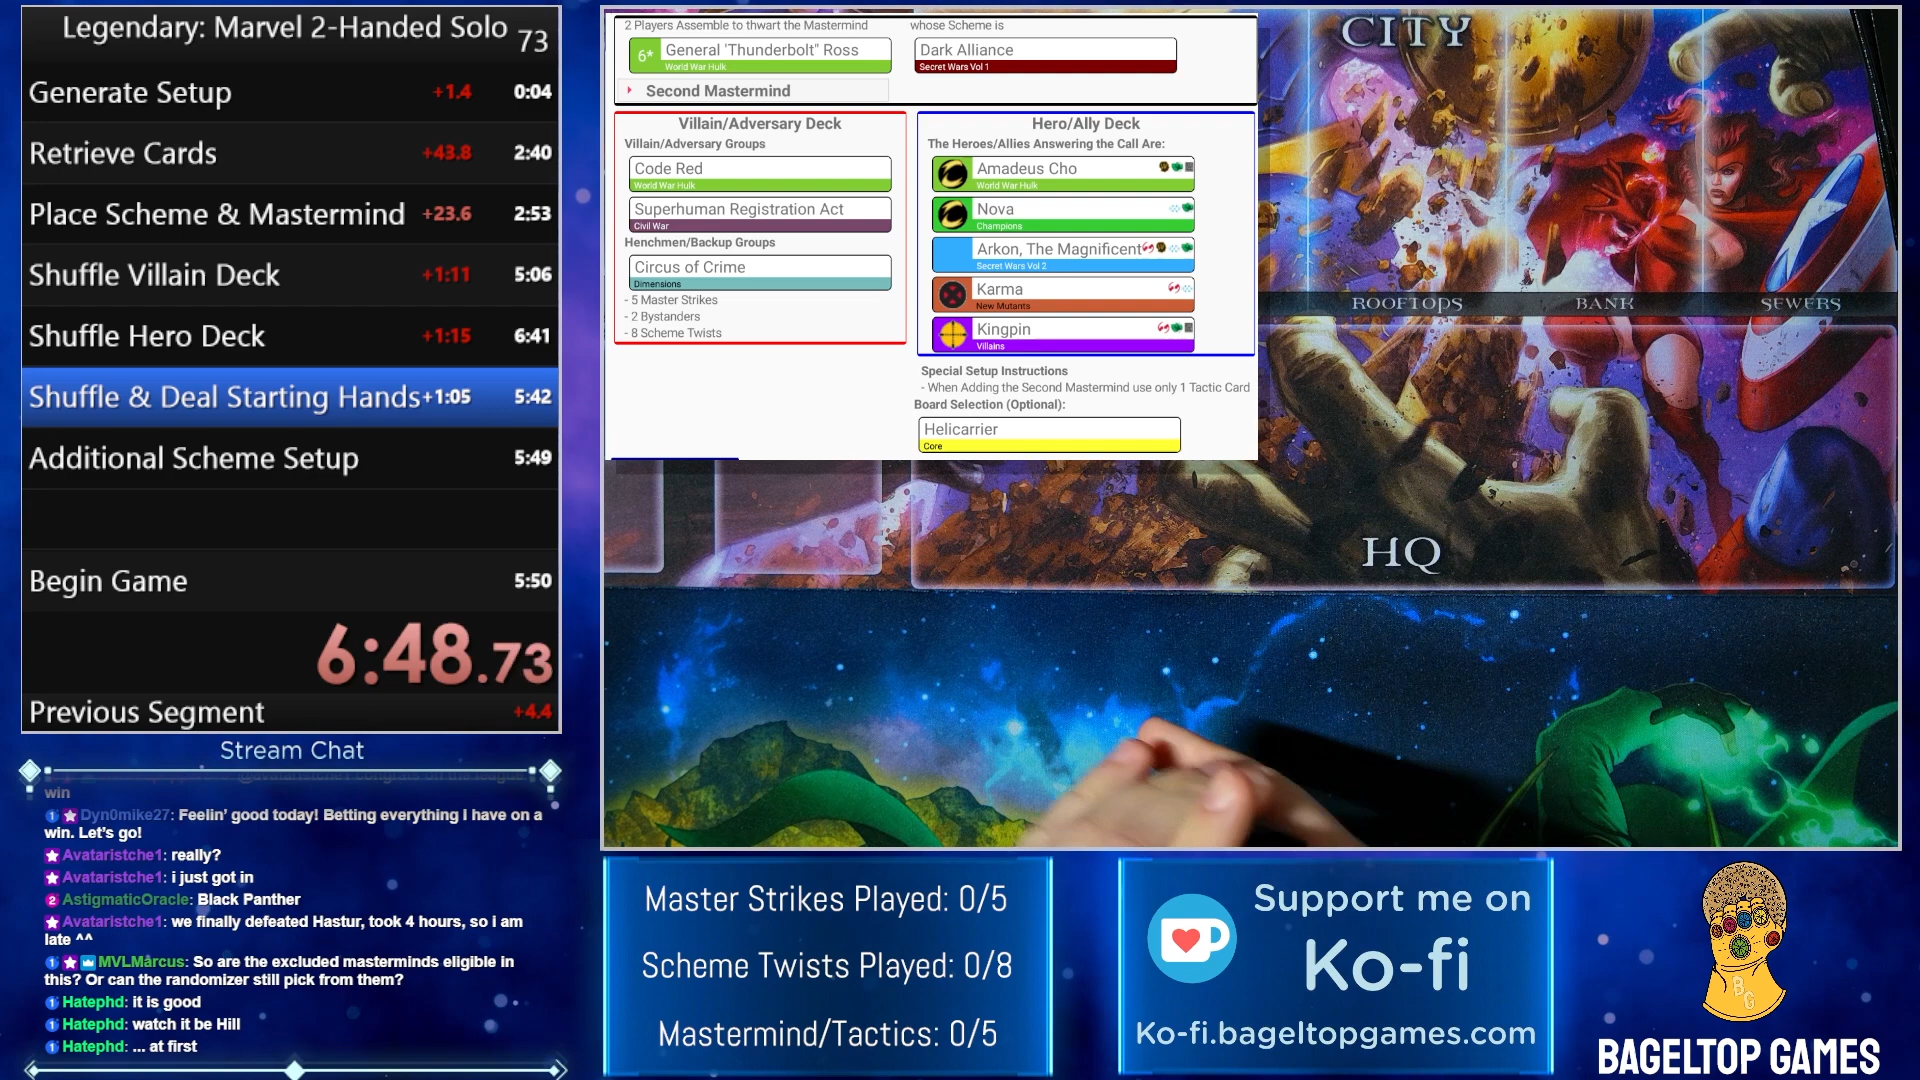 Legendary: Marvel 2-Handed Solo 73
Generate Setup +1.4 0:04
Retrieve Cards +43.8 2:40
Place Scheme & Mastermind +23.6 2:53
Shuffle Villain Deck +1:11 5:06
Shuffle Hero Deck +1:15 6:41
Shuffle & Deal Starting Hands +1:05 5:42
Additional Scheme Setup 5:49
Begin Game 5:50
6:48.73
Previous Segment +4.4
Stream Chat
win
Dyn0mike27: Feelin' good today! Betting everything I have on a
win. Let's go!
Avataristche1: really?
Avataristche1: i just got in
AstigmaticOracle: Black Panther
Avataristche1: we finally defeated Hastur, took 4 hours, so i am
late ^^
MVLMarcus: So are the excluded masterminds eligible in
this? Or can the randomizer still pick from them?
Hatephd: it is good
Hatephd: watch it be Hill
Hatephd: ... at first
2 Players Assemble to thwart the Mastermind
whose Scheme is
6* General 'Thunderbolt" Ross
World War Hulk
Dark Alliance
Secret Wars Vol 1
Second Mastermind
Villain/Adversary Deck
Villain/Adversary Groups
Code Red
World War Hulk
Superhuman Registration Act
Civil War
Henchmen/Backup Groups
Circus of Crime
Dimensions
- 5 Master Strikes
- 2 Bystanders
- 8 Scheme Twists
Hero/Ally Deck
The Heroes/Allies Answering the Call Are:
Amadeus Cho
World War Hulk
Nova
Champions
Arkon, The Magnificent
Secret Wars Vol 2
Karma
New Mutants
Kingpin
Villains
Special Setup Instructions
- When Adding the Second Mastermind use only 1 Tactic Card
Board Selection (Optional):
Helicarrier
Core
CITY
ROOFTOPS
BANK
SEWERS
HQ
Master Strikes Played: 0/5
Scheme Twists Played: 0/8
Mastermind/Tactics: 0/5
Support me on
Ko-fi
Ko-fi.bageltopgames.com
BG
BAGELTOP GAMES